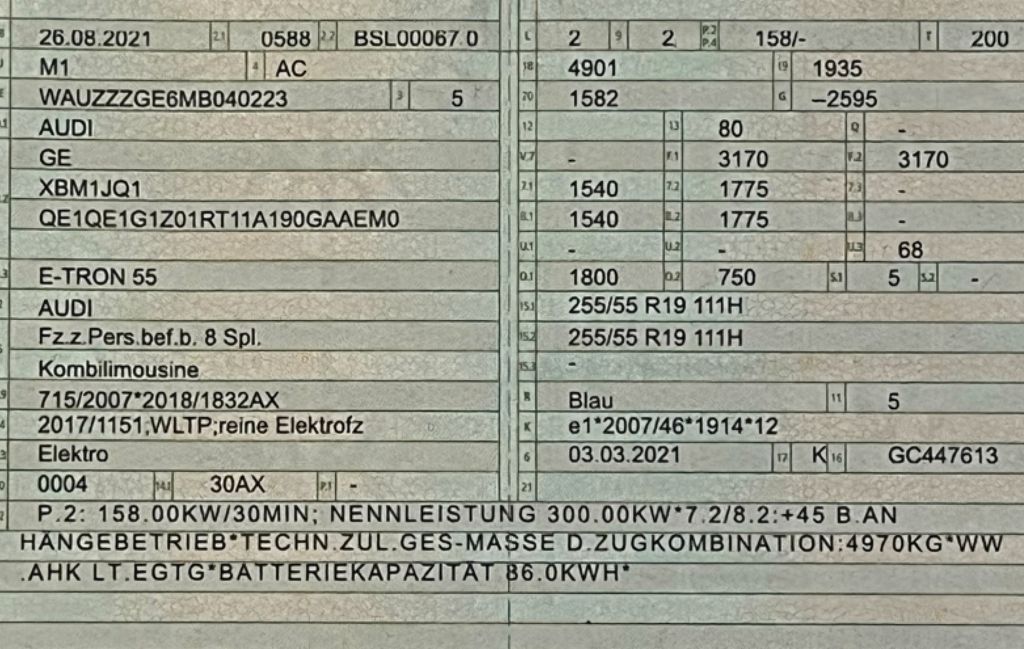 26.08.2021 2.1 0588 2.2 BSL00067 0
M1 4 AC
WAUZZZGE6MB040223 3 5
AUDI
GE
XBM1JQ1
QE1QE1G1Z01RT11A190GAAEM0
E-TRON 55
AUDI
Fz.z.Pers.bef.b. 8 Spl.
Kombilimousine
715/2007*2018/1832AX
2017/1151;WLTP;reine Elektrofz
Elektro
0004 14.1 30AX P.1 -
L 2 9 2 P.2 P.4 158/- T 200
18 4901 19 1935
20 1582 G –2595
12 13 80 Q -
V.7 - F.1 3170 F.2 3170
7.1 1540 7.2 1775 7.3 -
8.1 1540 8.2 1775 8.3 -
U.1 - U.2 - U.3 68
O.1 1800 O.2 750 S.1 5 S.2 -
15.1 255/55 R19 111H
15.2 255/55 R19 111H
15.3 -
R Blau 11 5
K e1*2007/46*1914*12
6 03.03.2021 17 K 16 GC447613
21
P.2: 158.00KW/30MIN; NENNLEISTUNG 300.00KW*7.2/8.2:+45 B.AN
HÄNGEBETRIEB*TECHN.ZUL.GES-MASSE D.ZUGKOMBINATION:4970KG*WW
.AHK LT.EGTG*BATTERIEKAPAZITÄT 86.0KWH*